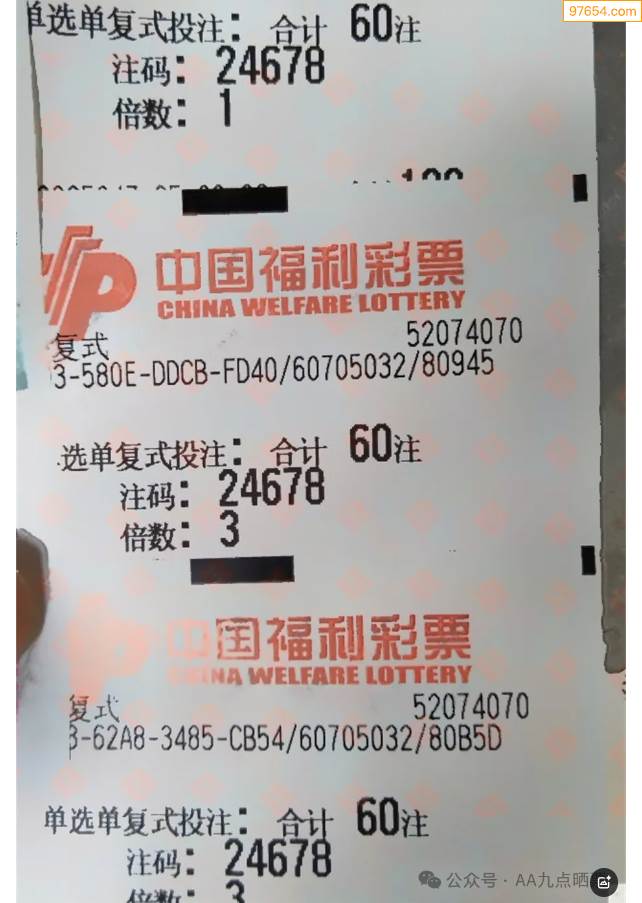 97654.com
单选单复式投注：合计 60注
注码：24678
倍数：1
中国福利彩票
CHINA WELFARE LOTTERY
复式 52074070
3-580E-DDCB-FD40/60705032/80945
选单复式投注：合计 60注
注码：24678
倍数：3
中国福利彩票
CHINA WELFARE LOTTERY
复式 52074070
3-62A8-3485-CB54/60705032/80B5D
单选单复式投注：合计 60注
注码：24678
倍数：3
公众号 · AA九点晒